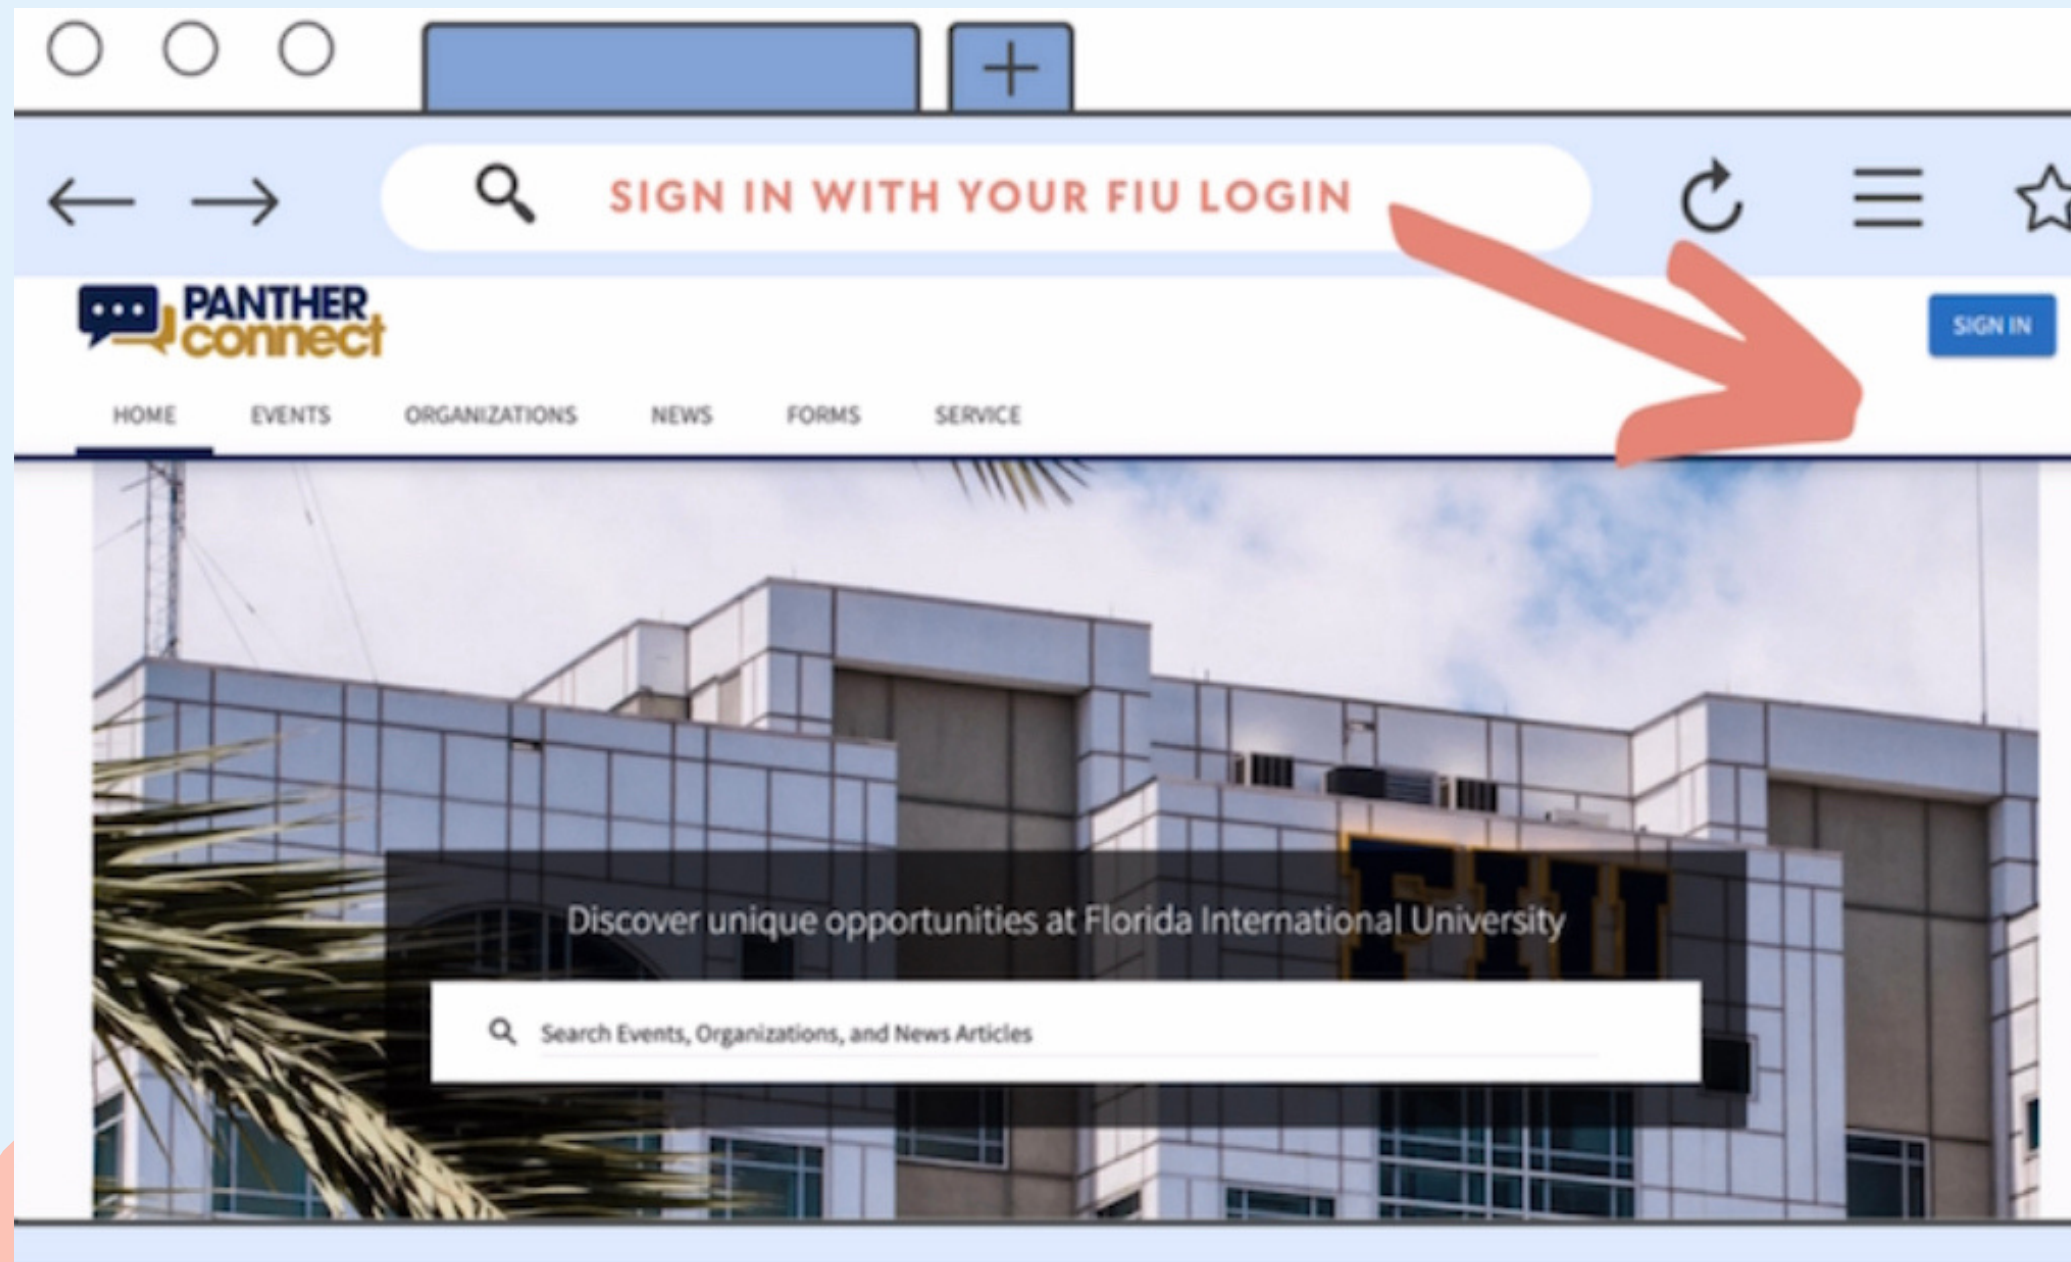 SIGN IN WITH YOUR FIU LOGIN
PANTHER
connect
SIGN IN
HOME EVENTS ORGANIZATIONS NEWS FORMS SERVICE
FIU
Discover unique opportunities at Florida International University
Search Events, Organizations, and News Articles